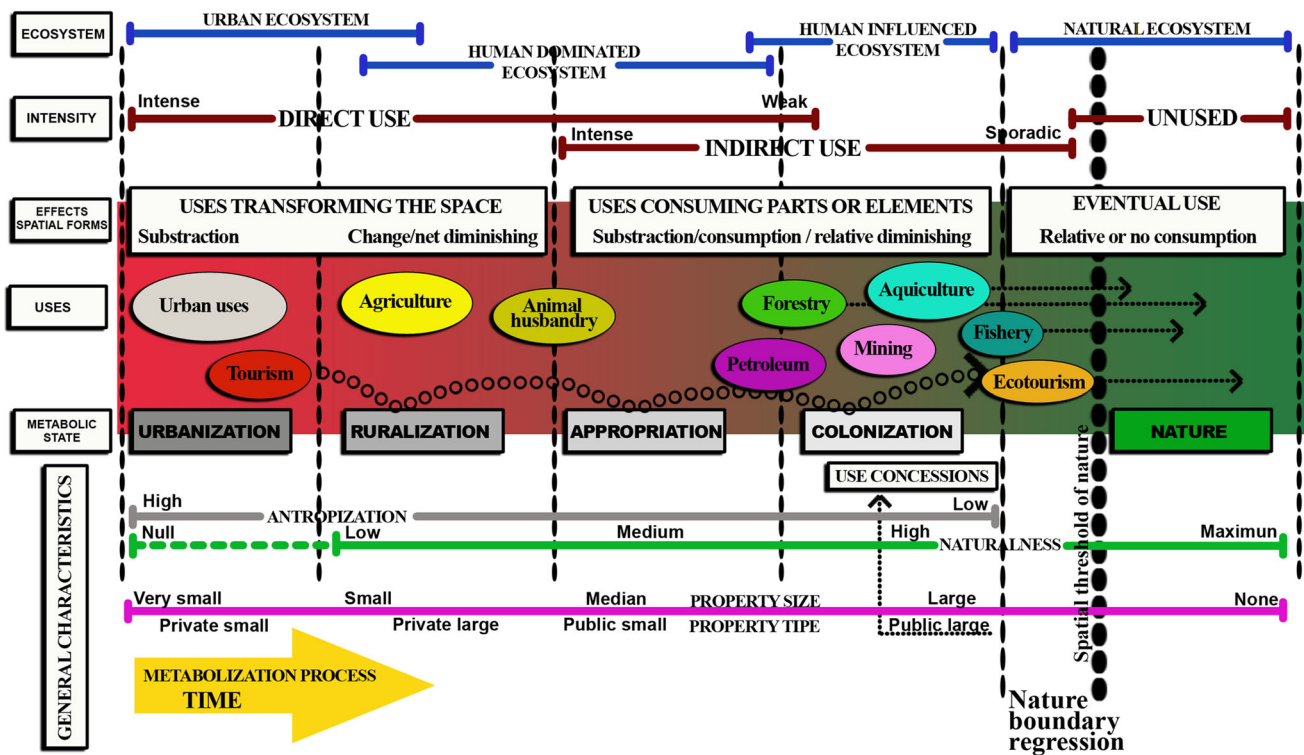 ECOSYSTEM
URBAN ECOSYSTEM
HUMAN DOMINATED
ECOSYSTEM
HUMAN INFLUENCED
ECOSYSTEM
NATURAL ECOSYSTEM
INTENSITY
Intense
DIRECT USE
Weak
Intense
INDIRECT USE
Sporadic
UNUSED
EFFECTS
SPATIAL FORMS
USES TRANSFORMING THE SPACE
Substraction Change/net diminishing
USES CONSUMING PARTS OR ELEMENTS
Substraction/consumption / relative diminishing
EVENTUAL USE
Relative or no consumption
USES
Urban uses
Tourism
Agriculture
Animal
husbandry
Forestry
Petroleum
Aquiculture
Mining
Fishery
Ecotourism
METABOLIC
STATE
URBANIZATION
RURALIZATION
APPROPRIATION
COLONIZATION
NATURE
USE CONCESSIONS
GENERAL CHARACTERISTICS
High
ANTROPIZATION
Low
Null
Low
Medium
High
NATURALNESS
Maximun
Very small
Small
Median
PROPERTY SIZE
Large
None
Private small
Private large
Public small
PROPERTY TIPE
Public large
METABOLIZATION PROCESS
TIME
Spatial threshold of nature
Nature
boundary
regression